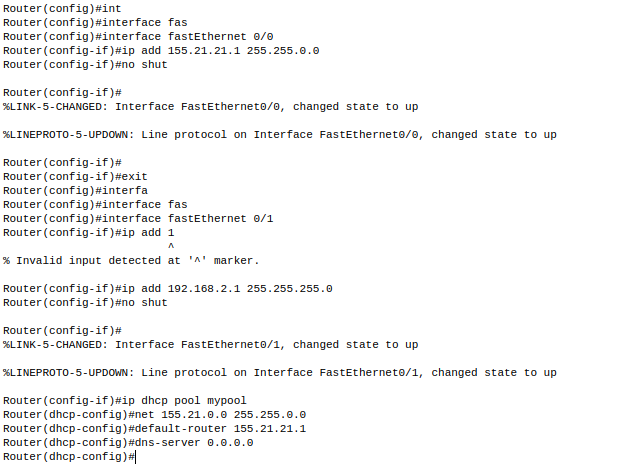 Router(config)#int
Router(config)#interface fas
Router(config)#interface fastEthernet 0/0
Router(config-if)#ip add 155.21.21.1 255.255.0.0
Router(config-if)#no shut
Router(config-if)#
%LINK-5-CHANGED: Interface FastEthernet0/0, changed state to up
%LINEPROTO-5-UPDOWN: Line protocol on Interface FastEthernet0/0, changed state to up
Router(config-if)#
Router(config-if)#exit
Router(config)#interfa
Router(config)#interface fas
Router(config)#interface fastEthernet 0/1
Router(config-if)#ip add 1
^
% Invalid input detected at '^' marker.
Router(config-if)#ip add 192.168.2.1 255.255.255.0
Router(config-if)#no shut
Router(config-if)#
%LINK-5-CHANGED: Interface FastEthernet0/1, changed state to up
%LINEPROTO-5-UPDOWN: Line protocol on Interface FastEthernet0/1, changed state to up
Router(config-if)#ip dhcp pool mypool
Router(dhcp-config)#net 155.21.0.0 255.255.0.0
Router(dhcp-config)#default-router 155.21.21.1
Router(dhcp-config)#dns-server 0.0.0.0
Router(dhcp-config)#